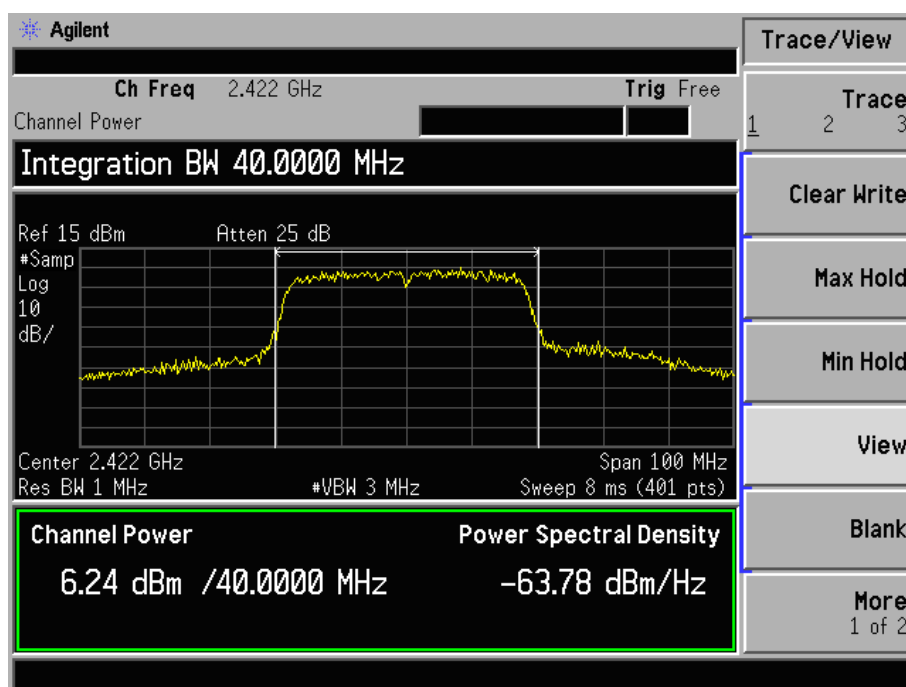 Agilent
Trace/View
Ch Freq 2.422 GHz Trig Free
Channel Power
Trace
1 2 3
Integration BW 40.0000 MHz
Clear Write
Ref 15 dBm Atten 25 dB
#Samp
Log
10
dB/
Max Hold
Min Hold
View
Center 2.422 GHz Span 100 MHz
Res BW 1 MHz #VBW 3 MHz Sweep 8 ms (401 pts)
Channel Power Power Spectral Density
6.24 dBm /40.0000 MHz -63.78 dBm/Hz
Blank
More
1 of 2